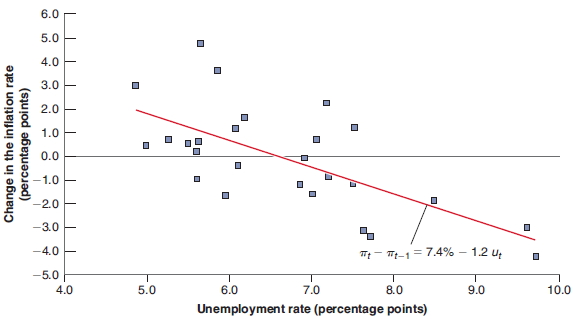 Change in the inflation rate
(percentage points)
6.0
5.0
4.0
3.0
2.0
1.0
0.0
−1.0
−2.0
−3.0
−4.0
−5.0
πt − πt−1 = 7.4% − 1.2 ut
4.0 5.0 6.0 7.0 8.0 9.0 10.0
Unemployment rate (percentage points)